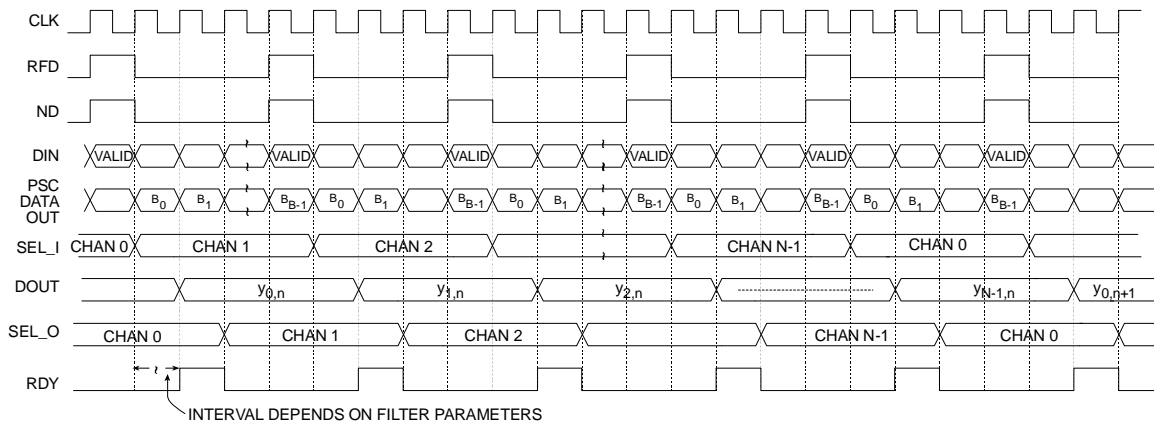 CLK
RFD
ND
DIN VALID VALID VALID VALID VALID VALID
PSC DATA OUT B0 B1 BB-1 B0 B1 BB-1 B0 B1 BB-1 B0 B1 BB-1 B0 B1 BB-1
SEL_I CHAN 0 CHAN 1 CHAN 2 CHAN N-1 CHAN 0
DOUT y0,n y1,n y2,n yN-1,n y0,n+1
SEL_O CHAN 0 CHAN 1 CHAN 2 CHAN N-1 CHAN 0
RDY
INTERVAL DEPENDS ON FILTER PARAMETERS